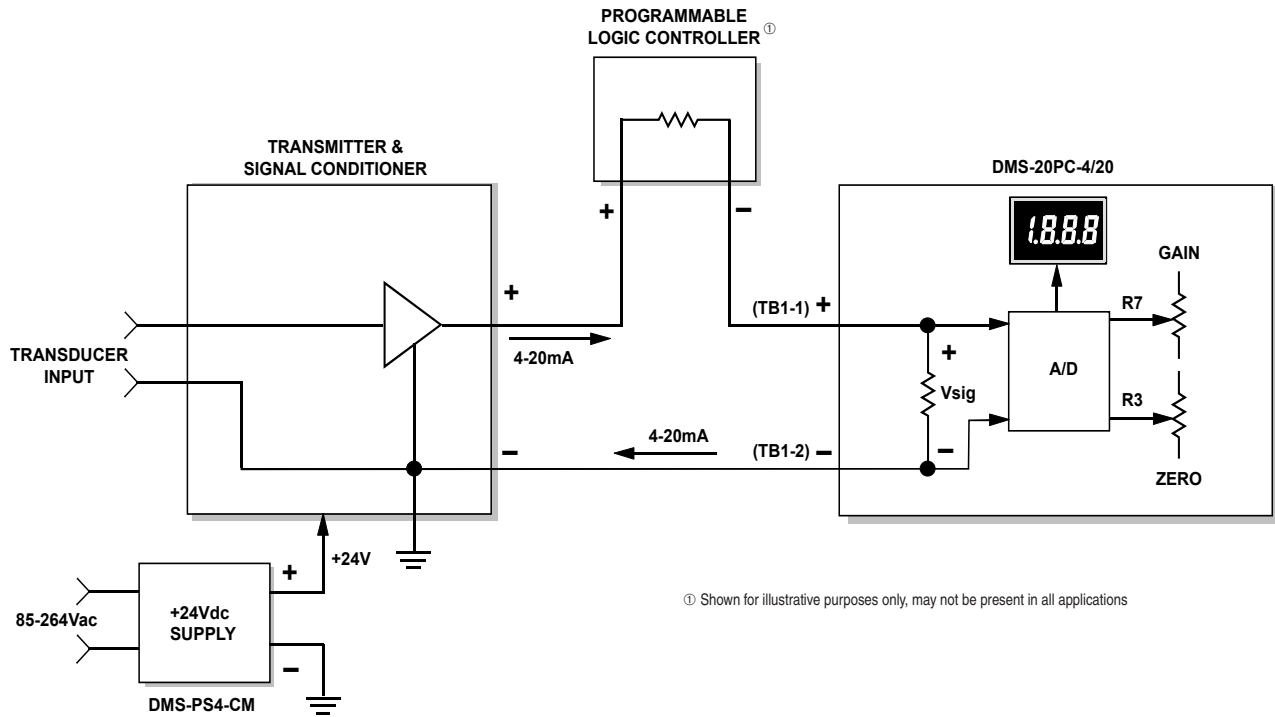 PROGRAMMABLE
LOGIC CONTROLLER ①
TRANSMITTER &
SIGNAL CONDITIONER
DMS-20PC-4/20
+
−
1.8.8.8
GAIN
+
(TB1-1) +
R7
TRANSDUCER
INPUT
4-20mA
+
A/D
Vsig
R3
4-20mA
−
(TB1-2) −
−
ZERO
+24V
+
85-264Vac
+24Vdc
SUPPLY
−
① Shown for illustrative purposes only, may not be present in all applications
DMS-PS4-CM